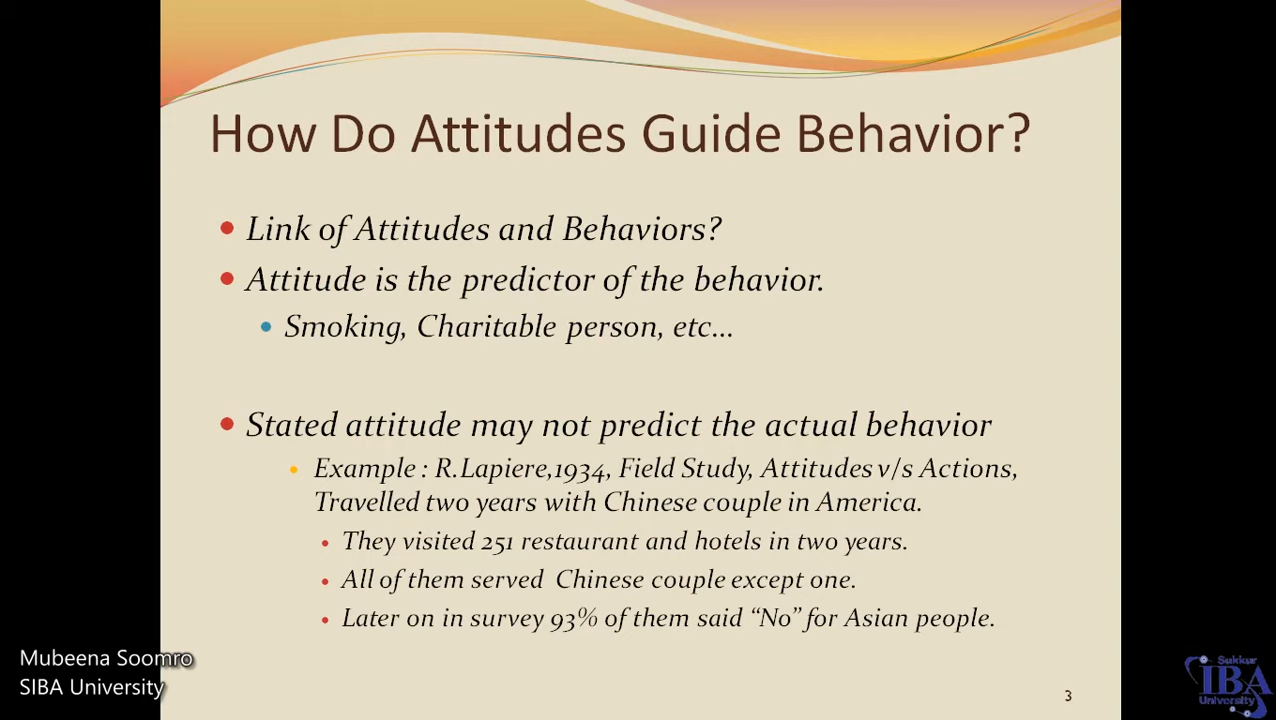 How Do Attitudes Guide Behavior?
Link of Attitudes and Behaviors?
Attitude is the predictor of the behavior.
Smoking, Charitable person, etc…
Stated attitude may not predict the actual behavior
Example : R.Lapiere,1934, Field Study, Attitudes v/s Actions,
Travelled two years with Chinese couple in America.
They visited 251 restaurant and hotels in two years.
All of them served Chinese couple except one.
Later on in survey 93% of them said “No” for Asian people.
Mubeena Soomro
SIBA University
3
Sukkur
IBA
University